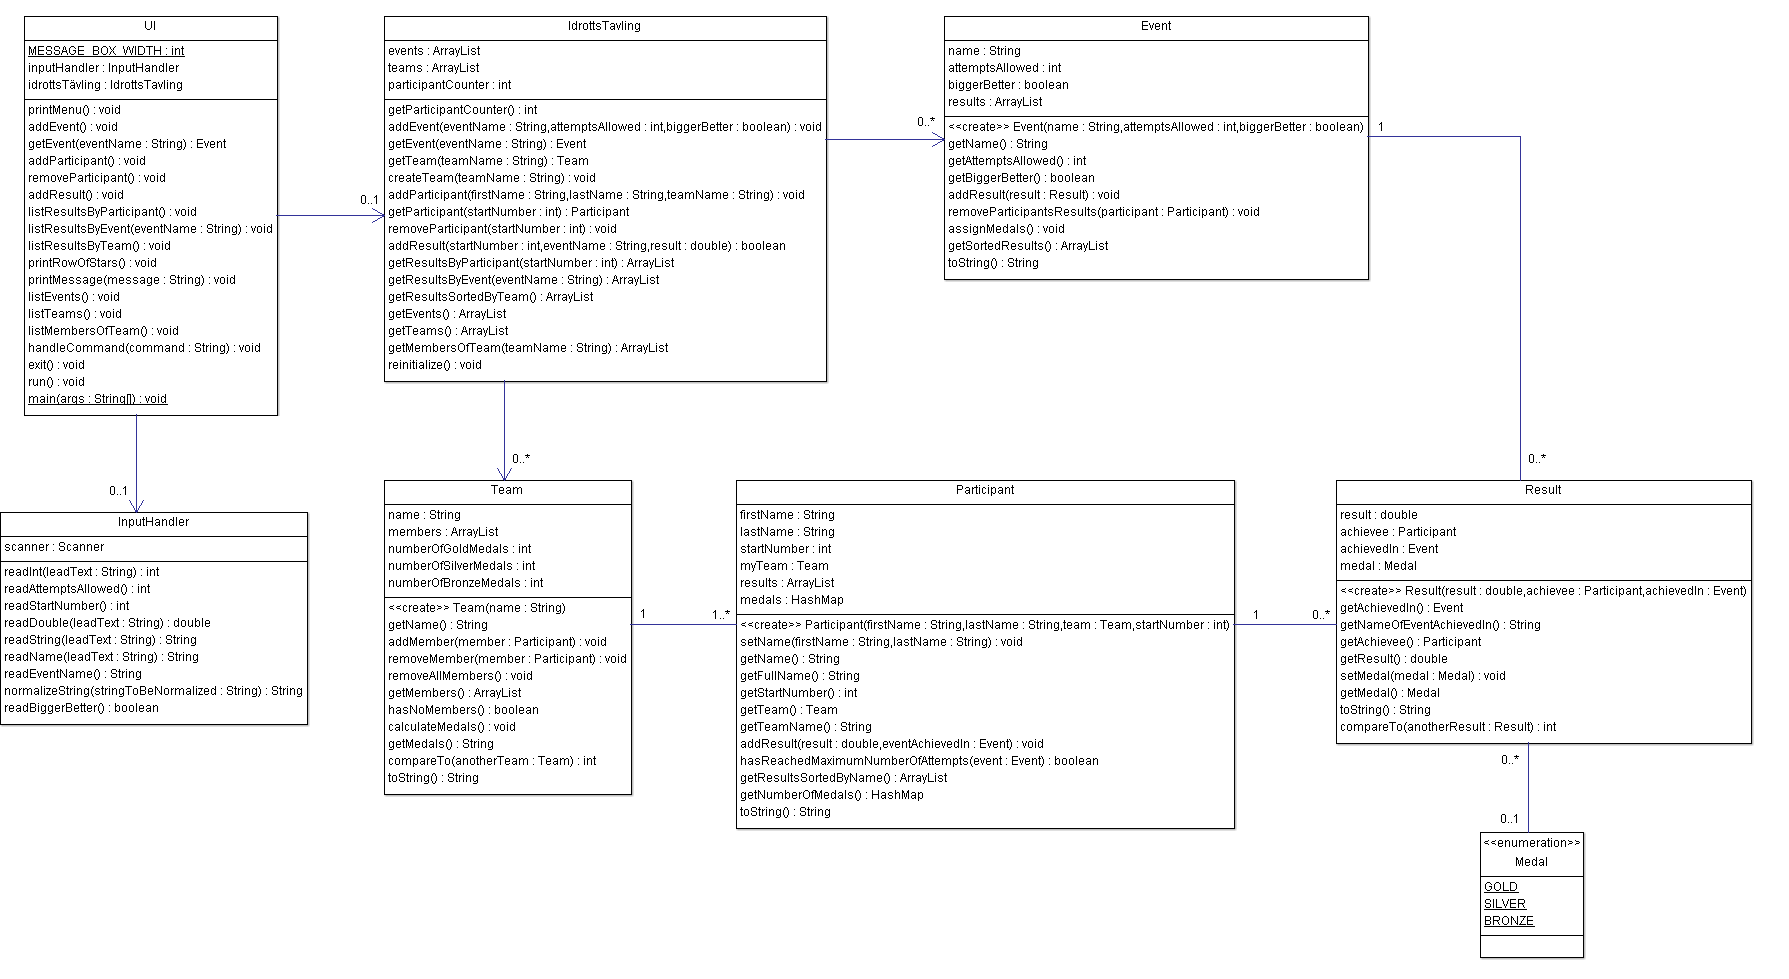 UI
MESSAGE_BOX_WIDTH : int
inputHandler : InputHandler
idrottsTävling : IdrottsTavling
printMenu() : void
addEvent() : void
getEvent(eventName : String) : Event
addParticipant() : void
removeParticipant() : void
addResult() : void
listResultsByParticipant() : void
listResultsByEvent(eventName : String) : void
listResultsByTeam() : void
printRowOfStars() : void
printMessage(message : String) : void
listEvents() : void
listTeams() : void
listMembersOfTeam() : void
handleCommand(command : String) : void
exit() : void
run() : void
main(args : String[]) : void
0..1
IdrottsTavling
events : ArrayList
teams : ArrayList
participantCounter : int
getParticipantCounter() : int
addEvent(eventName : String,attemptsAllowed : int,biggerBetter : boolean) : void
getEvent(eventName : String) : Event
getTeam(teamName : String) : Team
createTeam(teamName : String) : void
addParticipant(firstName : String,lastName : String,teamName : String) : void
getParticipant(startNumber : int) : Participant
removeParticipant(startNumber : int) : void
addResult(startNumber : int,eventName : String,result : double) : boolean
getResultsByParticipant(startNumber : int) : ArrayList
getResultsByEvent(eventName : String) : ArrayList
getResultsSortedByTeam() : ArrayList
getEvents() : ArrayList
getTeams() : ArrayList
getMembersOfTeam(teamName : String) : ArrayList
reinitialize() : void
0..*
Event
name : String
attemptsAllowed : int
biggerBetter : boolean
results : ArrayList
<<create>> Event(name : String,attemptsAllowed : int,biggerBetter : boolean)
getName() : String
getAttemptsAllowed() : int
getBiggerBetter() : boolean
addResult(result : Result) : void
removeParticipantsResults(participant : Participant) : void
assignMedals() : void
getSortedResults() : ArrayList
toString() : String
1
0..*
0..1
InputHandler
scanner : Scanner
readInt(leadText : String) : int
readAttemptsAllowed() : int
readStartNumber() : int
readDouble(leadText : String) : double
readString(leadText : String) : String
readName(leadText : String) : String
readEventName() : String
normalizeString(stringToBeNormalized : String) : String
readBiggerBetter() : boolean
0..*
Team
name : String
members : ArrayList
numberOfGoldMedals : int
numberOfSilverMedals : int
numberOfBronzeMedals : int
<<create>> Team(name : String)
getName() : String
addMember(member : Participant) : void
removeMember(member : Participant) : void
removeAllMembers() : void
getMembers() : ArrayList
hasNoMembers() : boolean
calculateMedals() : void
getMedals() : String
compareTo(anotherTeam : Team) : int
toString() : String
1
1..*
Participant
firstName : String
lastName : String
startNumber : int
myTeam : Team
results : ArrayList
medals : HashMap
<<create>> Participant(firstName : String,lastName : String,team : Team,startNumber : int)
setName(firstName : String,lastName : String) : void
getName() : String
getFullName() : String
getStartNumber() : int
getTeam() : Team
getTeamName() : String
addResult(result : double,eventAchievedIn : Event) : void
hasReachedMaximumNumberOfAttempts(event : Event) : boolean
getResultsSortedByName() : ArrayList
getNumberOfMedals() : HashMap
toString() : String
1
0..*
Result
result : double
achievee : Participant
achievedIn : Event
medal : Medal
<<create>> Result(result : double,achievee : Participant,achievedIn : Event)
getAchievedIn() : Event
getNameOfEventAchievedIn() : String
getAchievee() : Participant
getResult() : double
setMedal(medal : Medal) : void
getMedal() : Medal
toString() : String
compareTo(anotherResult : Result) : int
0..*
0..1
<<enumeration>>
Medal
GOLD
SILVER
BRONZE